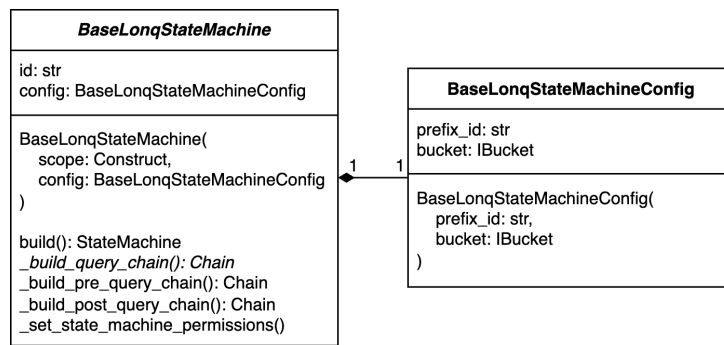 BaseLonqStateMachine
id: str
config: BaseLonqStateMachineConfig
BaseLonqStateMachine(
scope: Construct,
config: BaseLonqStateMachineConfig
)
build(): StateMachine
_build_query_chain(): Chain
_build_pre_query_chain(): Chain
_build_post_query_chain(): Chain
_set_state_machine_permissions()
1 1
BaseLonqStateMachineConfig
prefix_id: str
bucket: IBucket
BaseLonqStateMachineConfig(
prefix_id: str,
bucket: IBucket
)